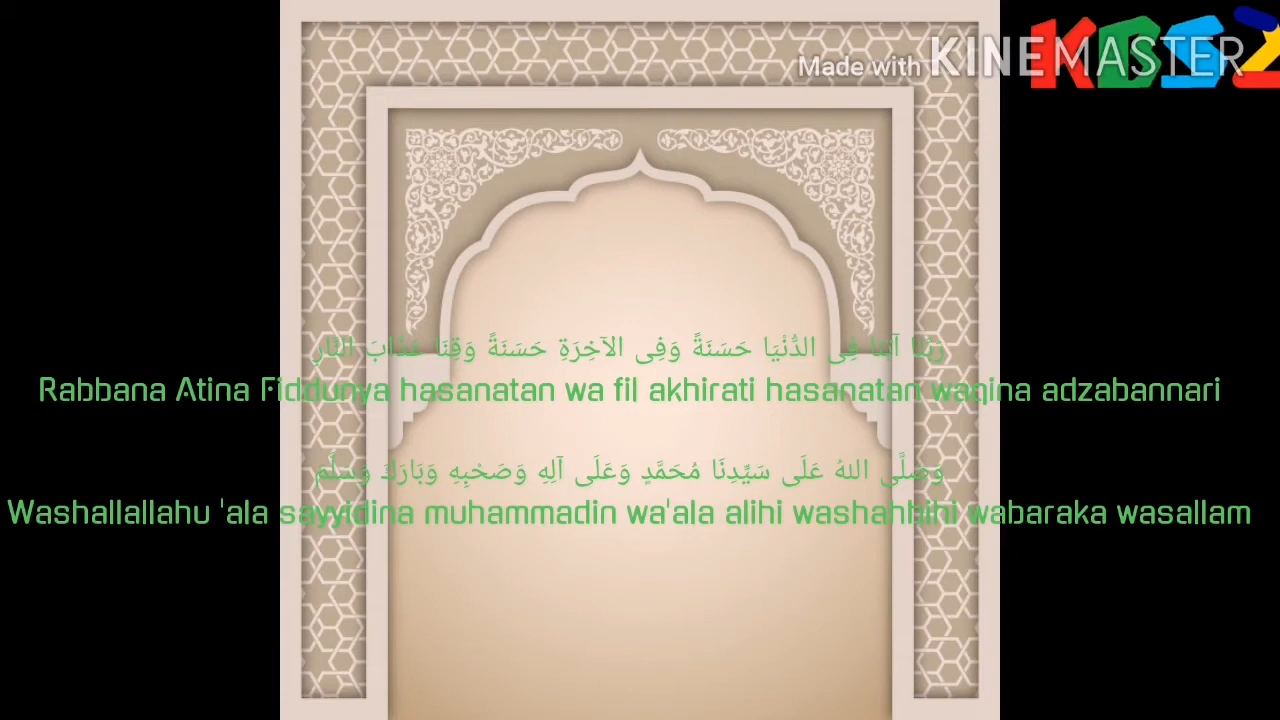 Made with KINEMASTER
KBSZ
رَبَّنَا آتِنَا فِى الدُّنْيَا حَسَنَةً وَفِى الآخِرَةِ حَسَنَةً وَقِنَا عَذَابَ النَّارِ
Rabbana Atina Fiddunya hasanatan wa fil akhirati hasanatan waqina adzabannari
وَصَلَّى اللهُ عَلَى سَيِّدِنَا مُحَمَّدٍ وَعَلَى آلِهِ وَصَحْبِهِ وَبَارَكَ وَسَلَّم
Washallallahu 'ala sayyidina muhammadin wa'ala alihi washahbihi wabaraka wasallam